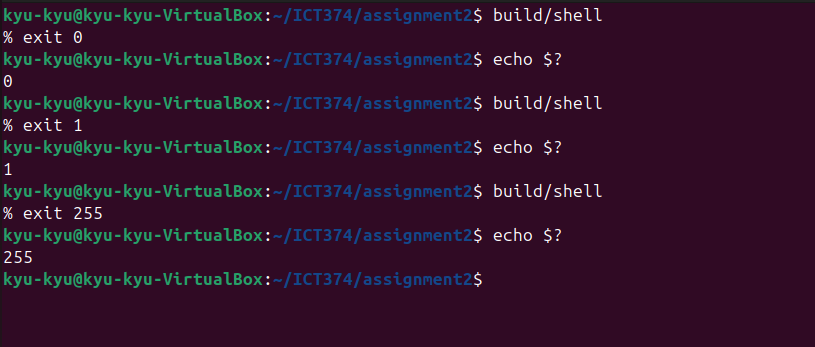 kyu-kyu@kyu-kyu-VirtualBox:~/ICT374/assignment2$ build/shell
% exit 0
kyu-kyu@kyu-kyu-VirtualBox:~/ICT374/assignment2$ echo $?
0
kyu-kyu@kyu-kyu-VirtualBox:~/ICT374/assignment2$ build/shell
% exit 1
kyu-kyu@kyu-kyu-VirtualBox:~/ICT374/assignment2$ echo $?
1
kyu-kyu@kyu-kyu-VirtualBox:~/ICT374/assignment2$ build/shell
% exit 255
kyu-kyu@kyu-kyu-VirtualBox:~/ICT374/assignment2$ echo $?
255
kyu-kyu@kyu-kyu-VirtualBox:~/ICT374/assignment2$